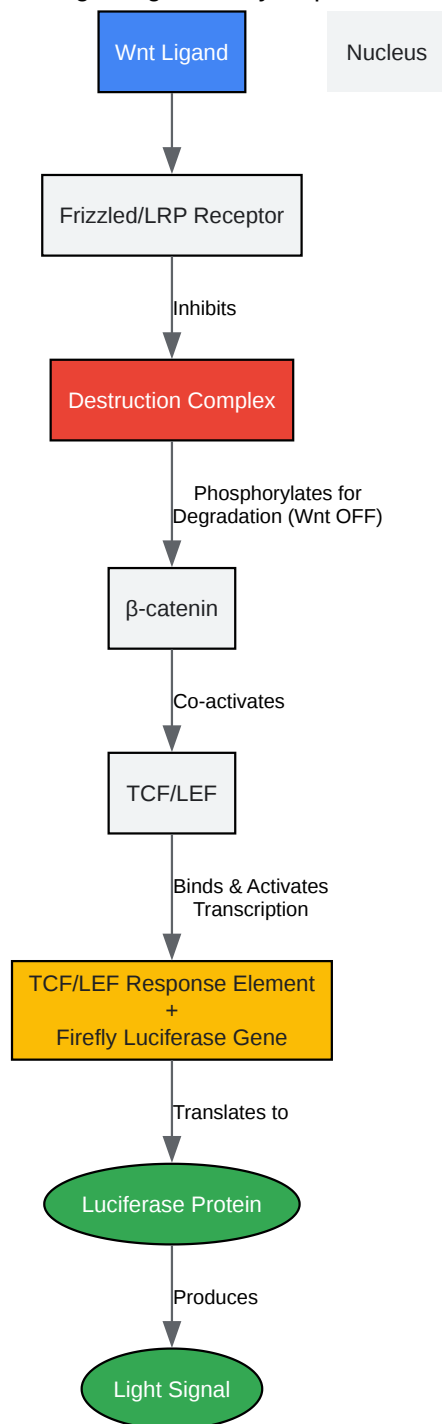 Wnt Ligand
Nucleus
Frizzled/LRP Receptor
Inhibits
Destruction Complex
Phosphorylates for
Degradation (Wnt OFF)
β-catenin
Co-activates
TCF/LEF
Binds & Activates
Transcription
TCF/LEF Response Element
+
Firefly Luciferase Gene
Translates to
Luciferase Protein
Produces
Light Signal